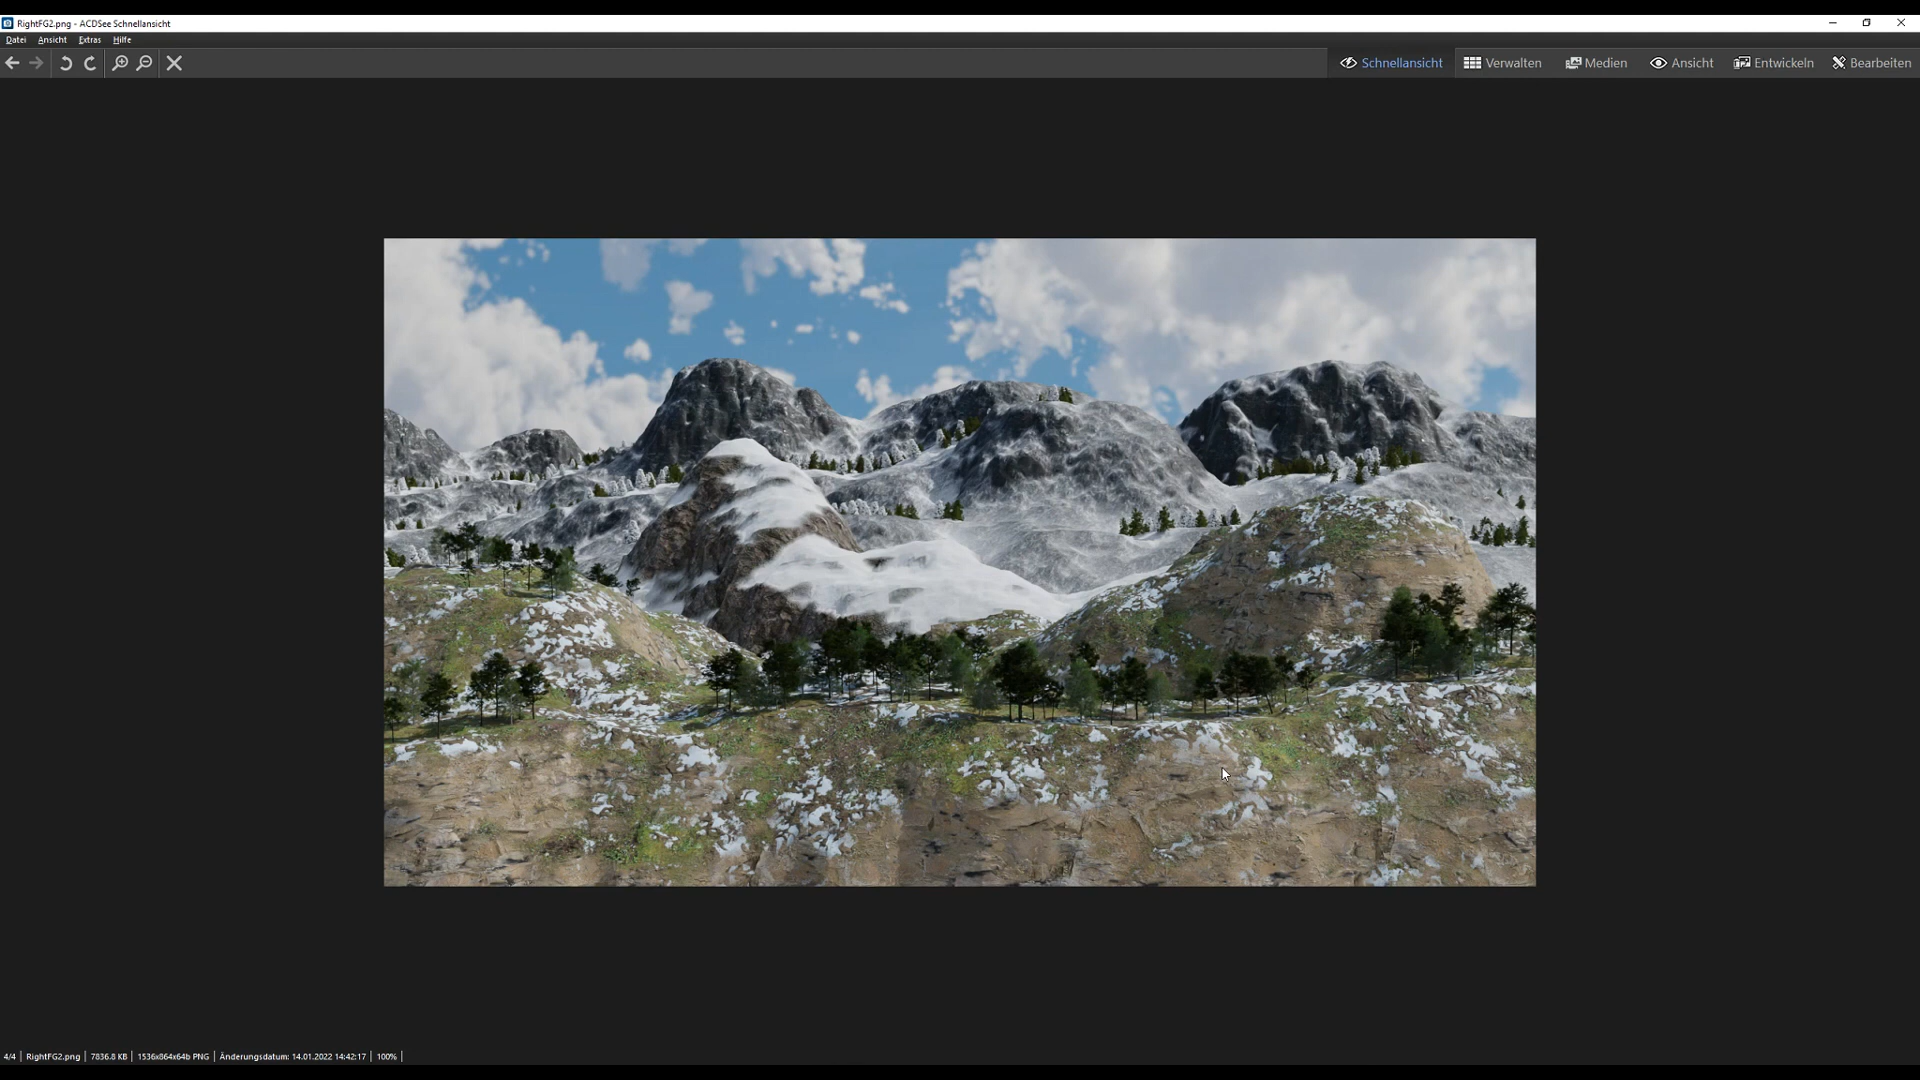 RightFG2.png - ACDSee Schnellansicht
Datei Ansicht Extras Hilfe
Schnellansicht Verwalten Medien Ansicht Entwickeln Bearbeiten
4/4 RightFG2.png 7836.8 KB 1536x864x64b PNG Änderungsdatum: 14.01.2022 14:42:17 100%